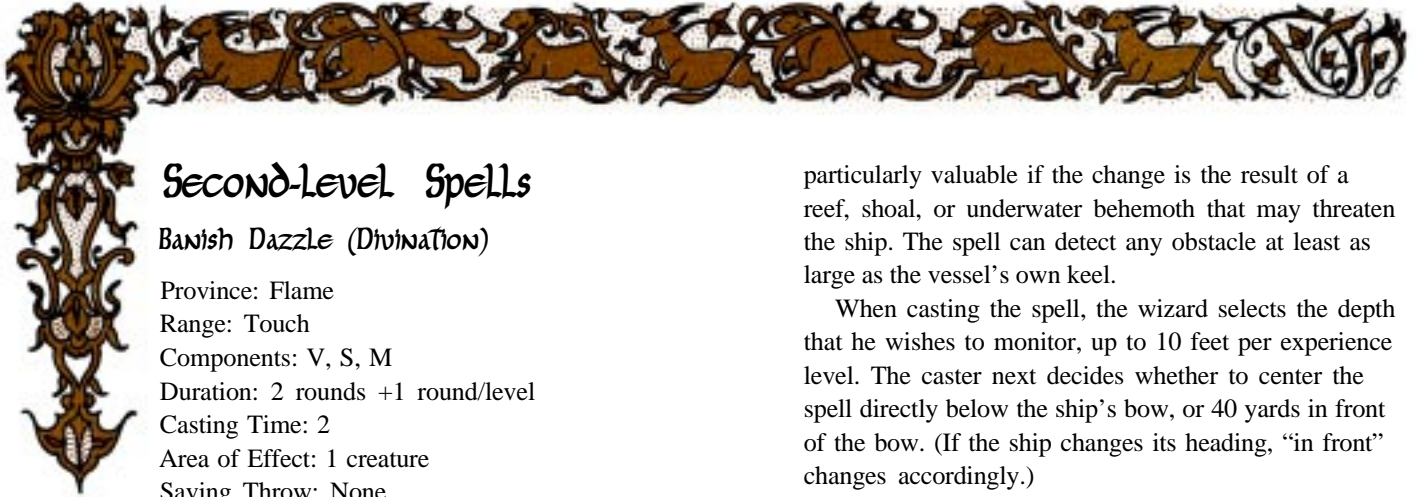 Second-Level Spells
Banish Dazzle (Divination)
Province: Flame
Range: Touch
Components: V, S, M
Duration: 2 rounds +1 round/level
Casting Time: 2
Area of Effect: 1 creature
Saving Throw: None
particularly valuable if the change is the result of a
reef, shoal, or underwater behemoth that may threaten
the ship. The spell can detect any obstacle at least as
large as the vessel's own keel.
When casting the spell, the wizard selects the depth
that he wishes to monitor, up to 10 feet per experience
level. The caster next decides whether to center the
spell directly below the ship's bow, or 40 yards in front
of the bow. (If the ship changes its heading, “in front”
changes accordingly.)